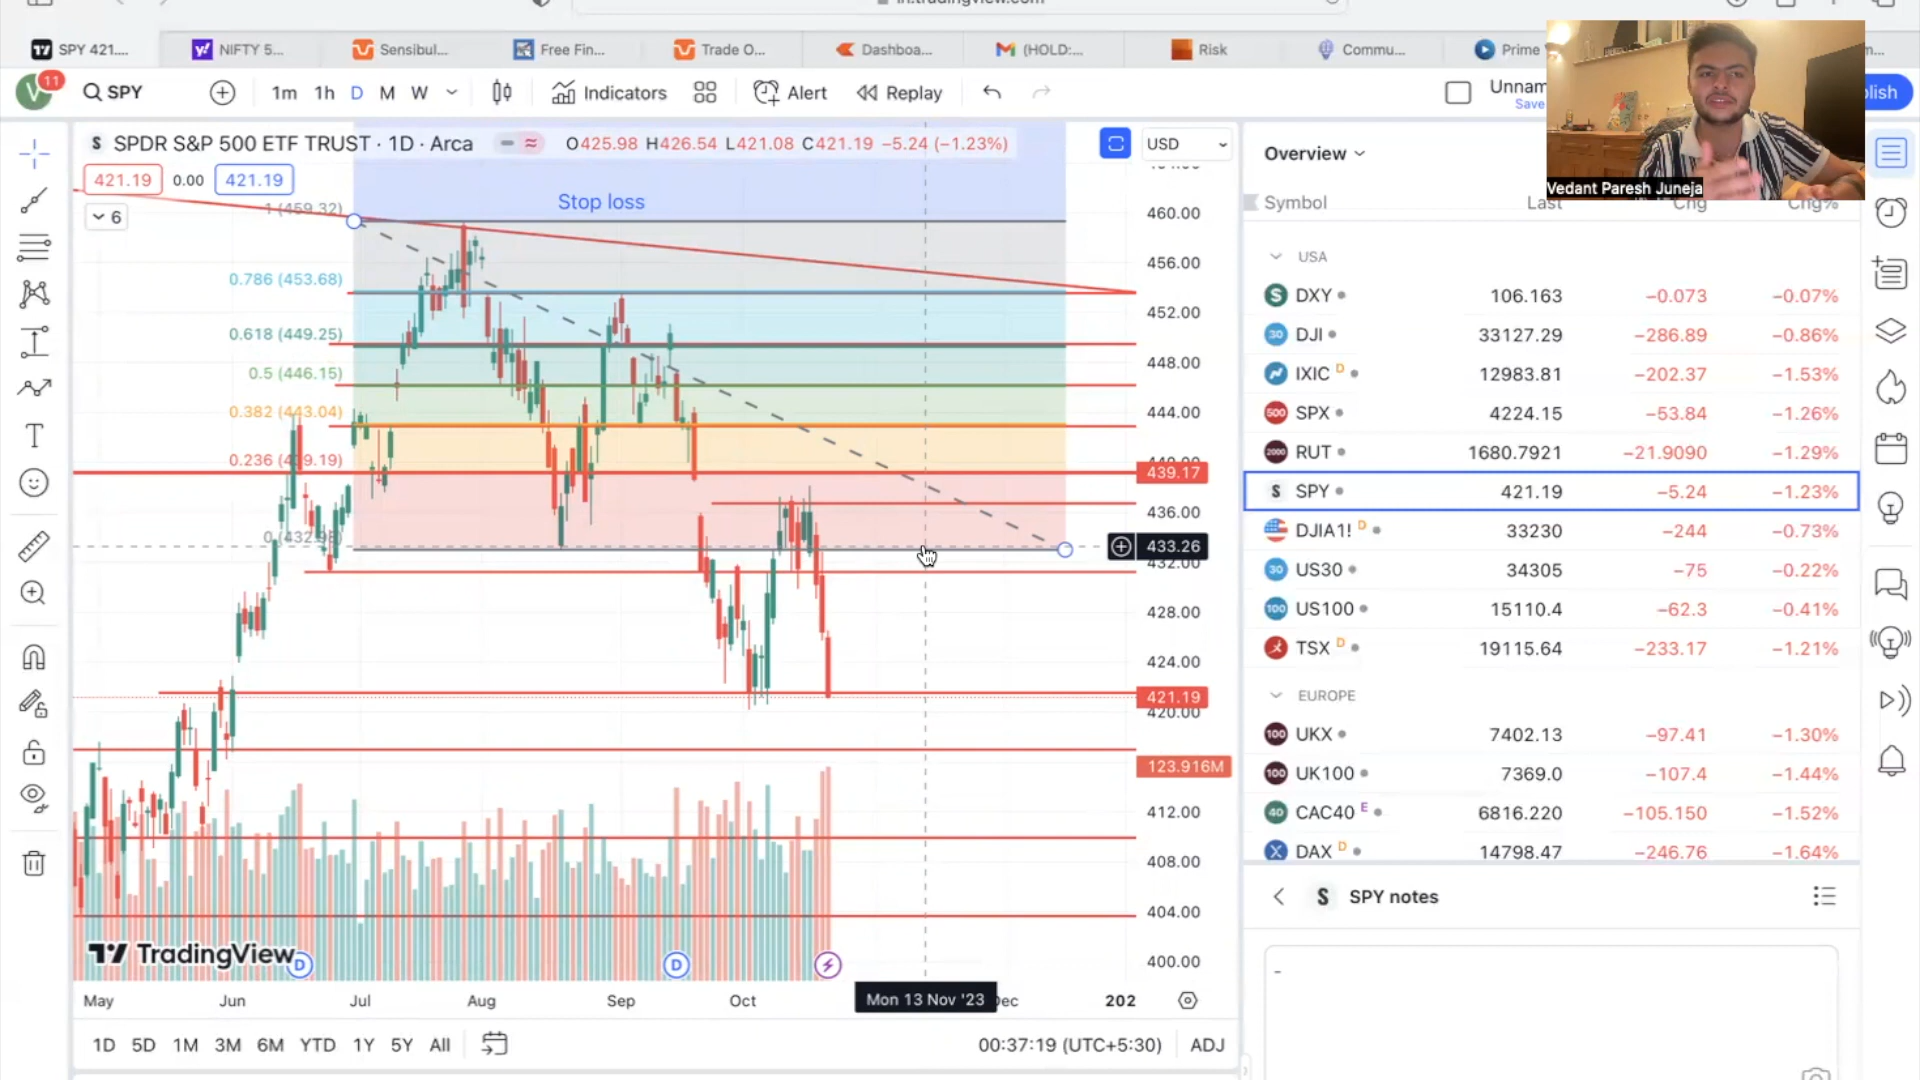 in.tradingview.com
SPY 421....
NIFTY 5...
Sensibul...
Free Fin...
Trade O...
Dashboa...
(HOLD:...
Risk
Commu...
Prime
V
11
SPY
1m 1h D M W
Indicators
Alert
Replay
Unnam
Save
lish
SPDR S&P 500 ETF TRUST · 1D · Arca
O425.98 H426.54 L421.08 C421.19 −5.24 (−1.23%)
USD
421.19 0.00 421.19
6
Stop loss
1 (459.32)
0.786 (453.68)
0.618 (449.25)
0.5 (446.15)
0.382 (443.04)
0.236 (439.19)
0 (432.98)
460.00
456.00
452.00
448.00
444.00
439.17
436.00
433.26
432.00
428.00
424.00
421.19
420.00
123.916M
412.00
408.00
404.00
400.00
TradingView
D
D
May Jun Jul Aug Sep Oct Mon 13 Nov '23 Dec 202
1D 5D 1M 3M 6M YTD 1Y 5Y All
00:37:19 (UTC+5:30) ADJ
Vedant Paresh Juneja
Overview
Symbol Last Chg Chg%
USA
DXY 106.163 −0.073 −0.07%
DJI 33127.29 −286.89 −0.86%
IXIC D 12983.81 −202.37 −1.53%
SPX 4224.15 −53.84 −1.26%
RUT 1680.7921 −21.9090 −1.29%
SPY 421.19 −5.24 −1.23%
DJIA1! D 33230 −244 −0.73%
US30 34305 −75 −0.22%
US100 15110.4 −62.3 −0.41%
TSX D 19115.64 −233.17 −1.21%
EUROPE
UKX 7402.13 −97.41 −1.30%
UK100 7369.0 −107.4 −1.44%
CAC40 E 6816.220 −105.150 −1.52%
DAX D 14798.47 −246.76 −1.64%
SPY notes
-